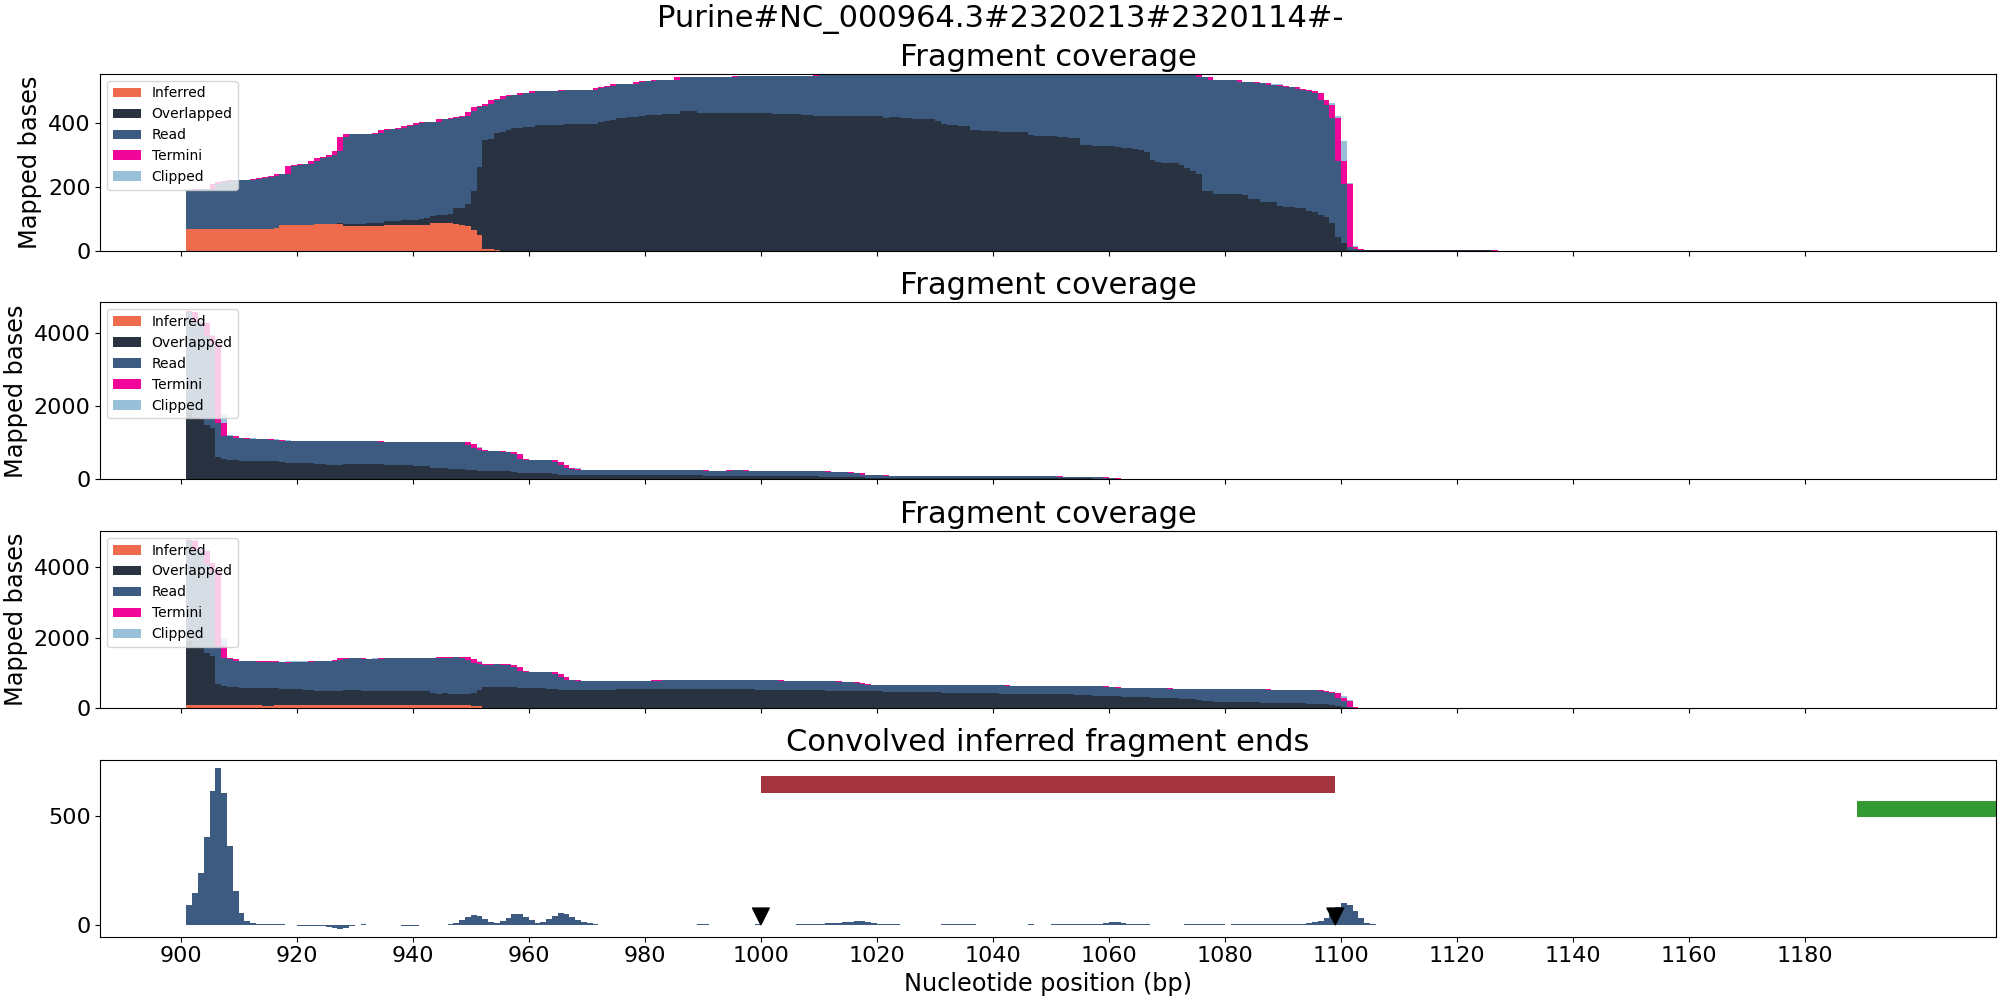 Purine#NC_000964.3#2320213#2320114#-
Fragment coverage
Mapped bases
400
200
0
Inferred
Overlapped
Read
Termini
Clipped
Fragment coverage
Mapped bases
4000
2000
0
Inferred
Overlapped
Read
Termini
Clipped
Fragment coverage
Mapped bases
4000
2000
0
Inferred
Overlapped
Read
Termini
Clipped
Convolved inferred fragment ends
500
0
900 920 940 960 980 1000 1020 1040 1060 1080 1100 1120 1140 1160 1180
Nucleotide position (bp)